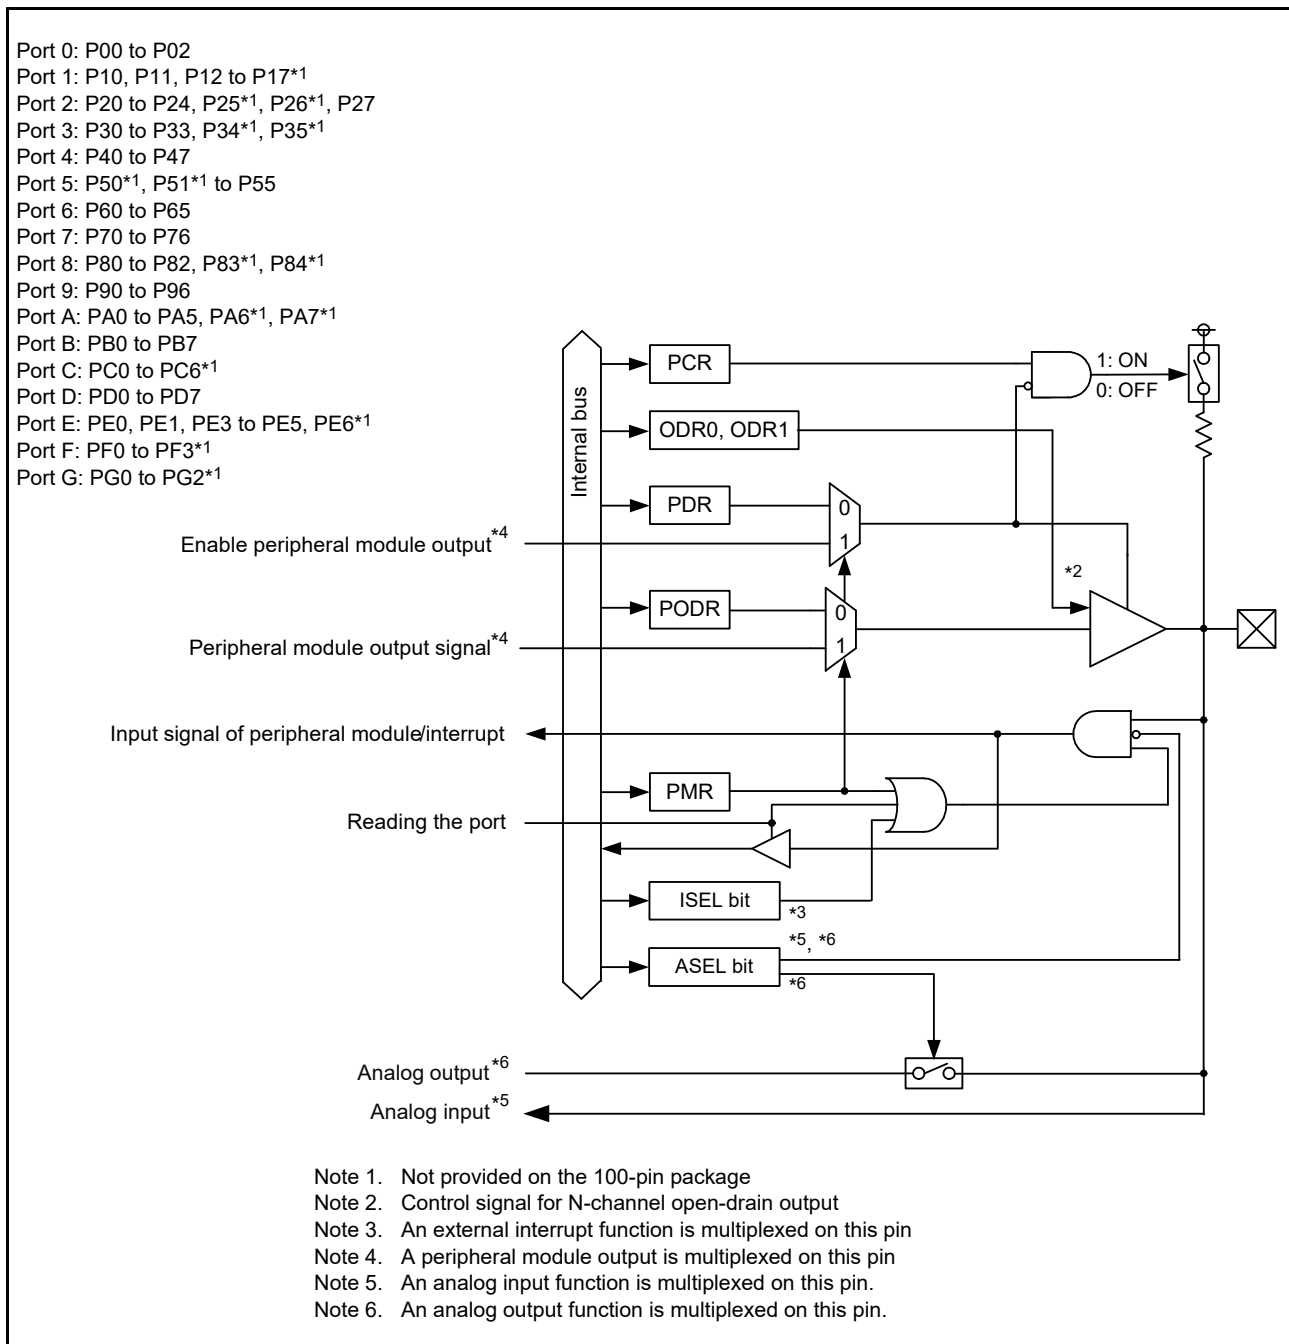 Port 0: P00 to P02
Port 1: P10, P11, P12 to P17*1
Port 2: P20 to P24, P25*1, P26*1, P27
Port 3: P30 to P33, P34*1, P35*1
Port 4: P40 to P47
Port 5: P50*1, P51*1 to P55
Port 6: P60 to P65
Port 7: P70 to P76
Port 8: P80 to P82, P83*1, P84*1
Port 9: P90 to P96
Port A: PA0 to PA5, PA6*1, PA7*1
Port B: PB0 to PB7
Port C: PC0 to PC6*1
Port D: PD0 to PD7
Port E: PE0, PE1, PE3 to PE5, PE6*1
Port F: PF0 to PF3*1
Port G: PG0 to PG2*1
Internal bus
PCR
1: ON
0: OFF
ODR0, ODR1
PDR
0
1
Enable peripheral module output*4
*2
PODR
0
1
Peripheral module output signal*4
Input signal of peripheral module/interrupt
PMR
Reading the port
ISEL bit
*3
*5, *6
ASEL bit
*6
Analog output*6
Analog input*5
Note 1. Not provided on the 100-pin package
Note 2. Control signal for N-channel open-drain output
Note 3. An external interrupt function is multiplexed on this pin
Note 4. A peripheral module output is multiplexed on this pin
Note 5. An analog input function is multiplexed on this pin.
Note 6. An analog output function is multiplexed on this pin.